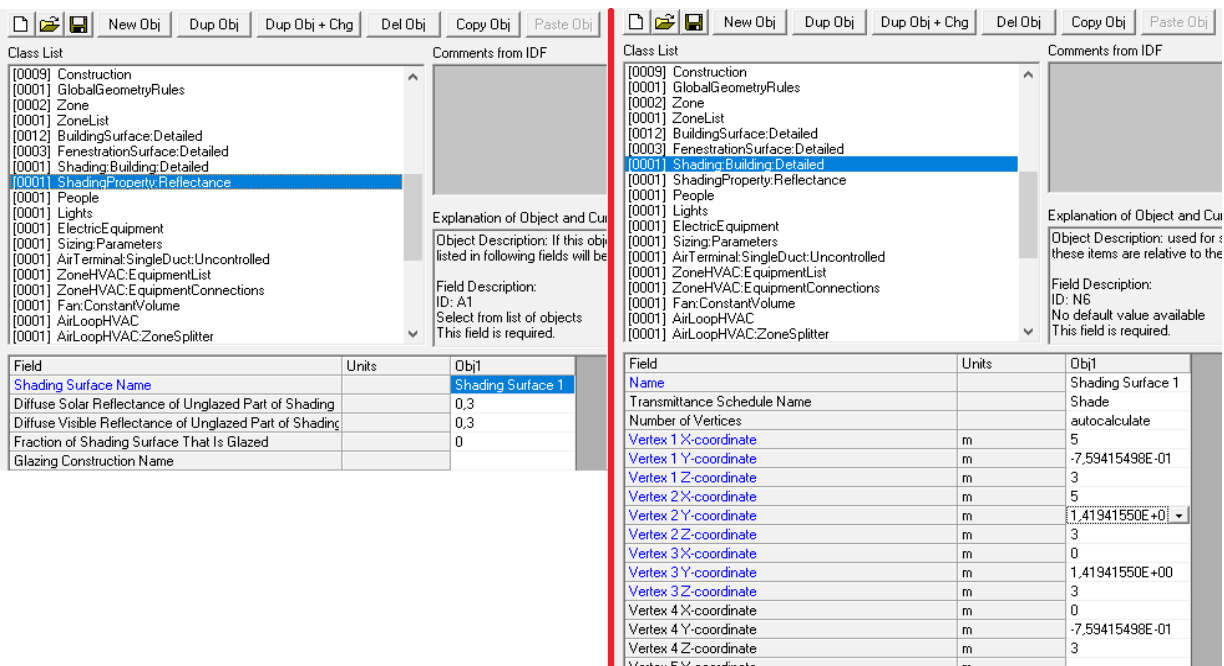 New Obj Dup Obj Dup Obj + Chg Del Obj Copy Obj Paste Obj
Class List Comments from IDF
[0009] Construction
[0001] GlobalGeometryRules
[0002] Zone
[0001] ZoneList
[0012] BuildingSurface:Detailed
[0003] FenestrationSurface:Detailed
[0001] Shading:Building:Detailed
[0001] ShadingProperty:Reflectance
[0001] People
[0001] Lights
[0001] ElectricEquipment
[0001] Sizing:Parameters
[0001] AirTerminal:SingleDuct:Uncontrolled
[0001] ZoneHVAC:EquipmentList
[0001] ZoneHVAC:EquipmentConnections
[0001] Fan:ConstantVolume
[0001] AirLoopHVAC
[0001] AirLoopHVAC:ZoneSplitter
Explanation of Object and Cu
Object Description: If this obj
listed in following fields will be
Field Description:
ID: A1
Select from list of objects
This field is required.
Field Units Obj1
Shading Surface Name Shading Surface 1
Diffuse Solar Reflectance of Unglazed Part of Shading 0,3
Diffuse Visible Reflectance of Unglazed Part of Shading 0,3
Fraction of Shading Surface That Is Glazed 0
Glazing Construction Name
New Obj Dup Obj Dup Obj + Chg Del Obj Copy Obj Paste Obj
Class List Comments from IDF
[0009] Construction
[0001] GlobalGeometryRules
[0002] Zone
[0001] ZoneList
[0012] BuildingSurface:Detailed
[0003] FenestrationSurface:Detailed
[0001] Shading:Building:Detailed
[0001] ShadingProperty:Reflectance
[0001] People
[0001] Lights
[0001] ElectricEquipment
[0001] Sizing:Parameters
[0001] AirTerminal:SingleDuct:Uncontrolled
[0001] ZoneHVAC:EquipmentList
[0001] ZoneHVAC:EquipmentConnections
[0001] Fan:ConstantVolume
[0001] AirLoopHVAC
[0001] AirLoopHVAC:ZoneSplitter
Explanation of Object and Cur
Object Description: used for s
these items are relative to the
Field Description:
ID: N6
No default value available
This field is required.
Field Units Obj1
Name Shading Surface 1
Transmittance Schedule Name Shade
Number of Vertices autocalculate
Vertex 1 X-coordinate m 5
Vertex 1 Y-coordinate m -7,59415498E-01
Vertex 1 Z-coordinate m 3
Vertex 2 X-coordinate m 5
Vertex 2 Y-coordinate m 1,41941550E+0
Vertex 2 Z-coordinate m 3
Vertex 3 X-coordinate m 0
Vertex 3 Y-coordinate m 1,41941550E+00
Vertex 3 Z-coordinate m 3
Vertex 4 X-coordinate m 0
Vertex 4 Y-coordinate m -7,59415498E-01
Vertex 4 Z-coordinate m 3